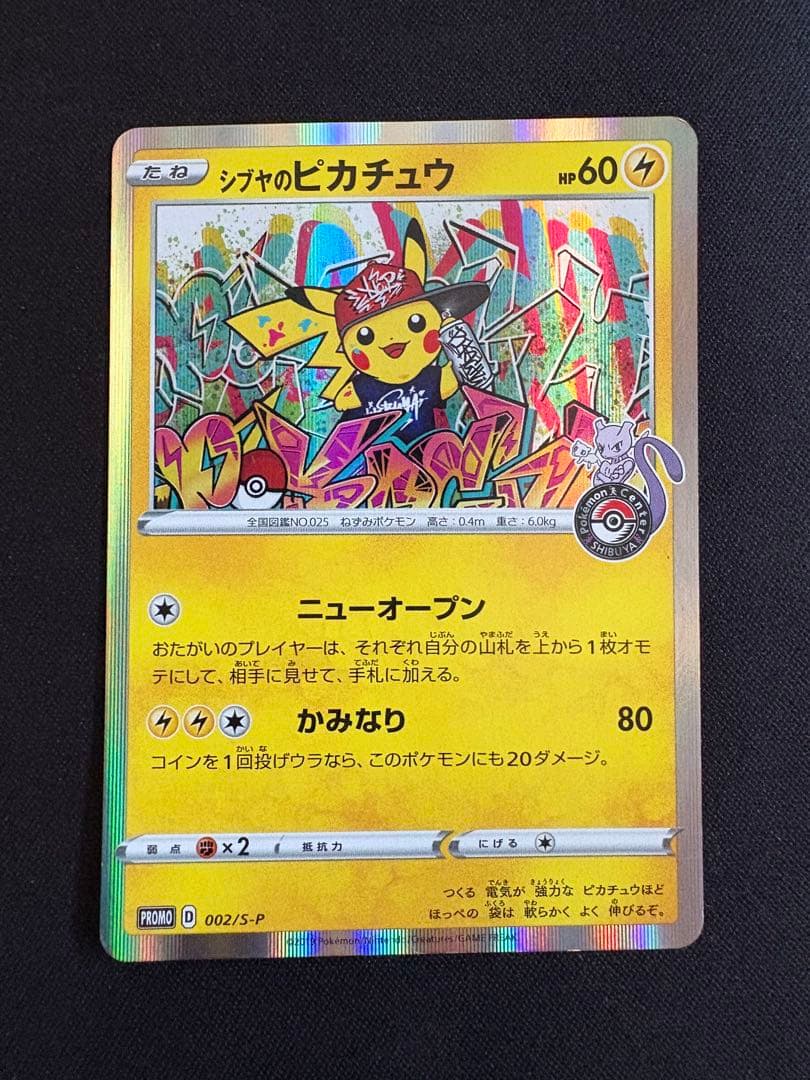 たね シブヤのピカチュウ HP60
全国図鑑NO.025 ねずみポケモン 高さ:0.4m 重さ:6.0kg
Pokémon Center
SHIBUYA
ニューオープン
おたがいのプレイヤーは、それぞれ自分の山札を上から1枚オモ
テにして、相手に見せて、手札に加える。
かみなり 80
コインを1回投げウラなら、このポケモンにも20ダメージ。
弱点 ×2 抵抗力 にげる
つくる 電気が 強力な ピカチュウほど
ほっぺの 袋は 軟らかく よく 伸びるぞ。
PROMO D 002/S-P
©2019 Pokémon/Nintendo/Creatures/GAME FREAK